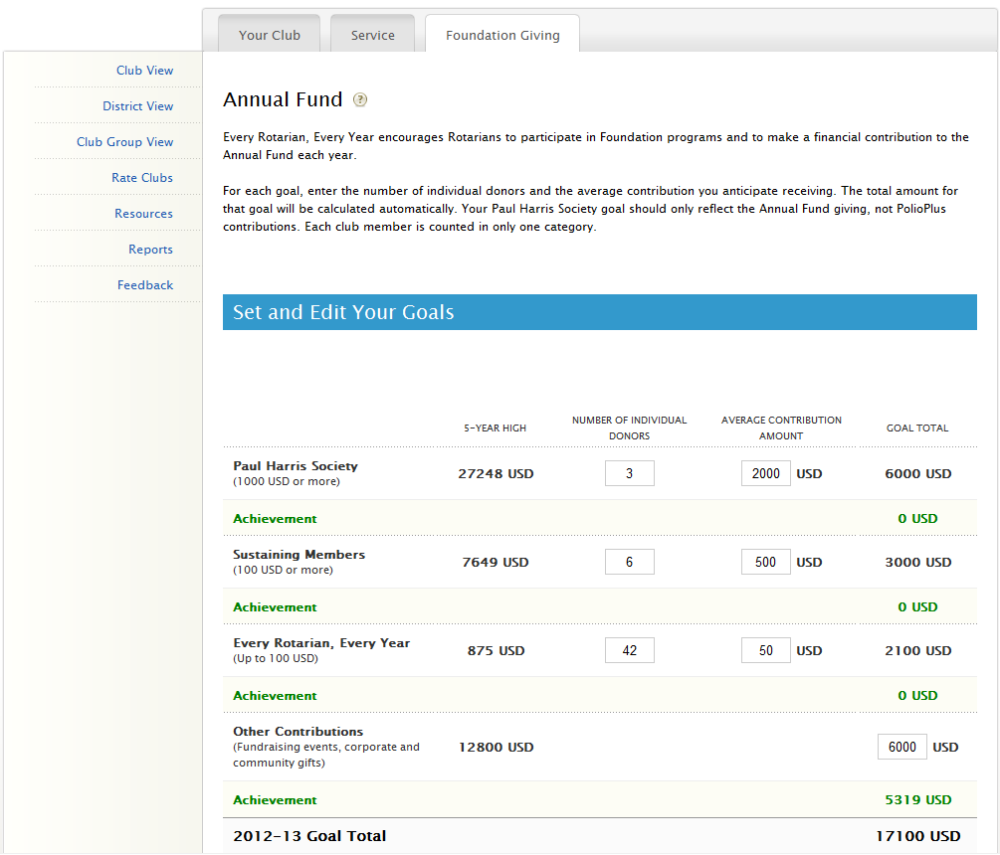 Your Club
Service
Foundation Giving
Club View
District View
Club Group View
Rate Clubs
Resources
Reports
Feedback
Annual Fund ?
Every Rotarian, Every Year encourages Rotarians to participate in Foundation programs and to make a financial contribution to the
Annual Fund each year.
For each goal, enter the number of individual donors and the average contribution you anticipate receiving. The total amount for
that goal will be calculated automatically. Your Paul Harris Society goal should only reflect the Annual Fund giving, not PolioPlus
contributions. Each club member is counted in only one category.
Set and Edit Your Goals
5-YEAR HIGH
NUMBER OF INDIVIDUAL
DONORS
AVERAGE CONTRIBUTION
AMOUNT
GOAL TOTAL
Paul Harris Society
(1000 USD or more)
27248 USD
3
2000 USD
6000 USD
Achievement
0 USD
Sustaining Members
(100 USD or more)
7649 USD
6
500 USD
3000 USD
Achievement
0 USD
Every Rotarian, Every Year
(Up to 100 USD)
875 USD
42
50 USD
2100 USD
Achievement
0 USD
Other Contributions
(Fundraising events, corporate and
community gifts)
12800 USD
6000 USD
Achievement
5319 USD
2012-13 Goal Total
17100 USD